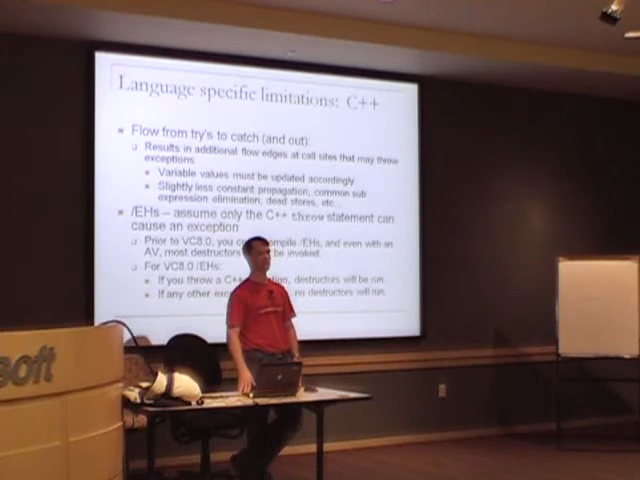 Language specific limitations: C++
Flow from try's to catch (and out):
Results in additional flow edges at call sites that may throw
exceptions.
Variable values must be updated accordingly
Slightly less constant propagation, common sub
expression elimination, dead stores, etc...
/EHs – assume only the C++ throw statement can
cause an exception
Prior to VC8.0, you compile /EHs, and even with an
AV, most destructors be invoked.
For VC8.0 /EHs:
If you throw a C++ destructors will be run.
If any other no destructors will run.
osoft